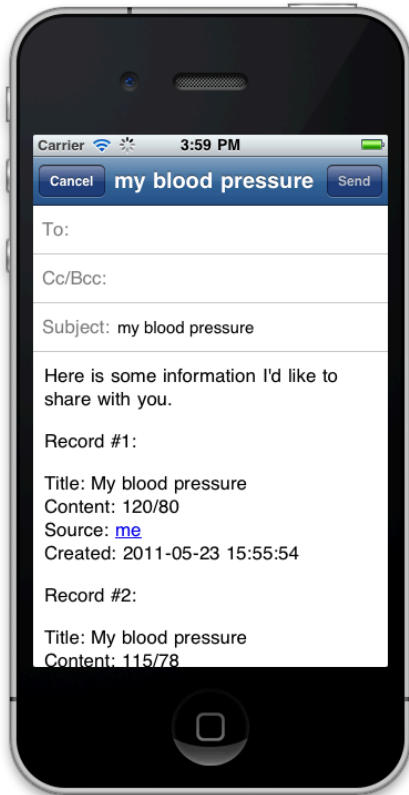 Carrier 3:59 PM
Cancel my blood pressure Send
To:
Cc/Bcc:
Subject: my blood pressure
Here is some information I'd like to
share with you.
Record #1:
Title: My blood pressure
Content: 120/80
Source: me
Created: 2011-05-23 15:55:54
Record #2:
Title: My blood pressure
Content: 115/78